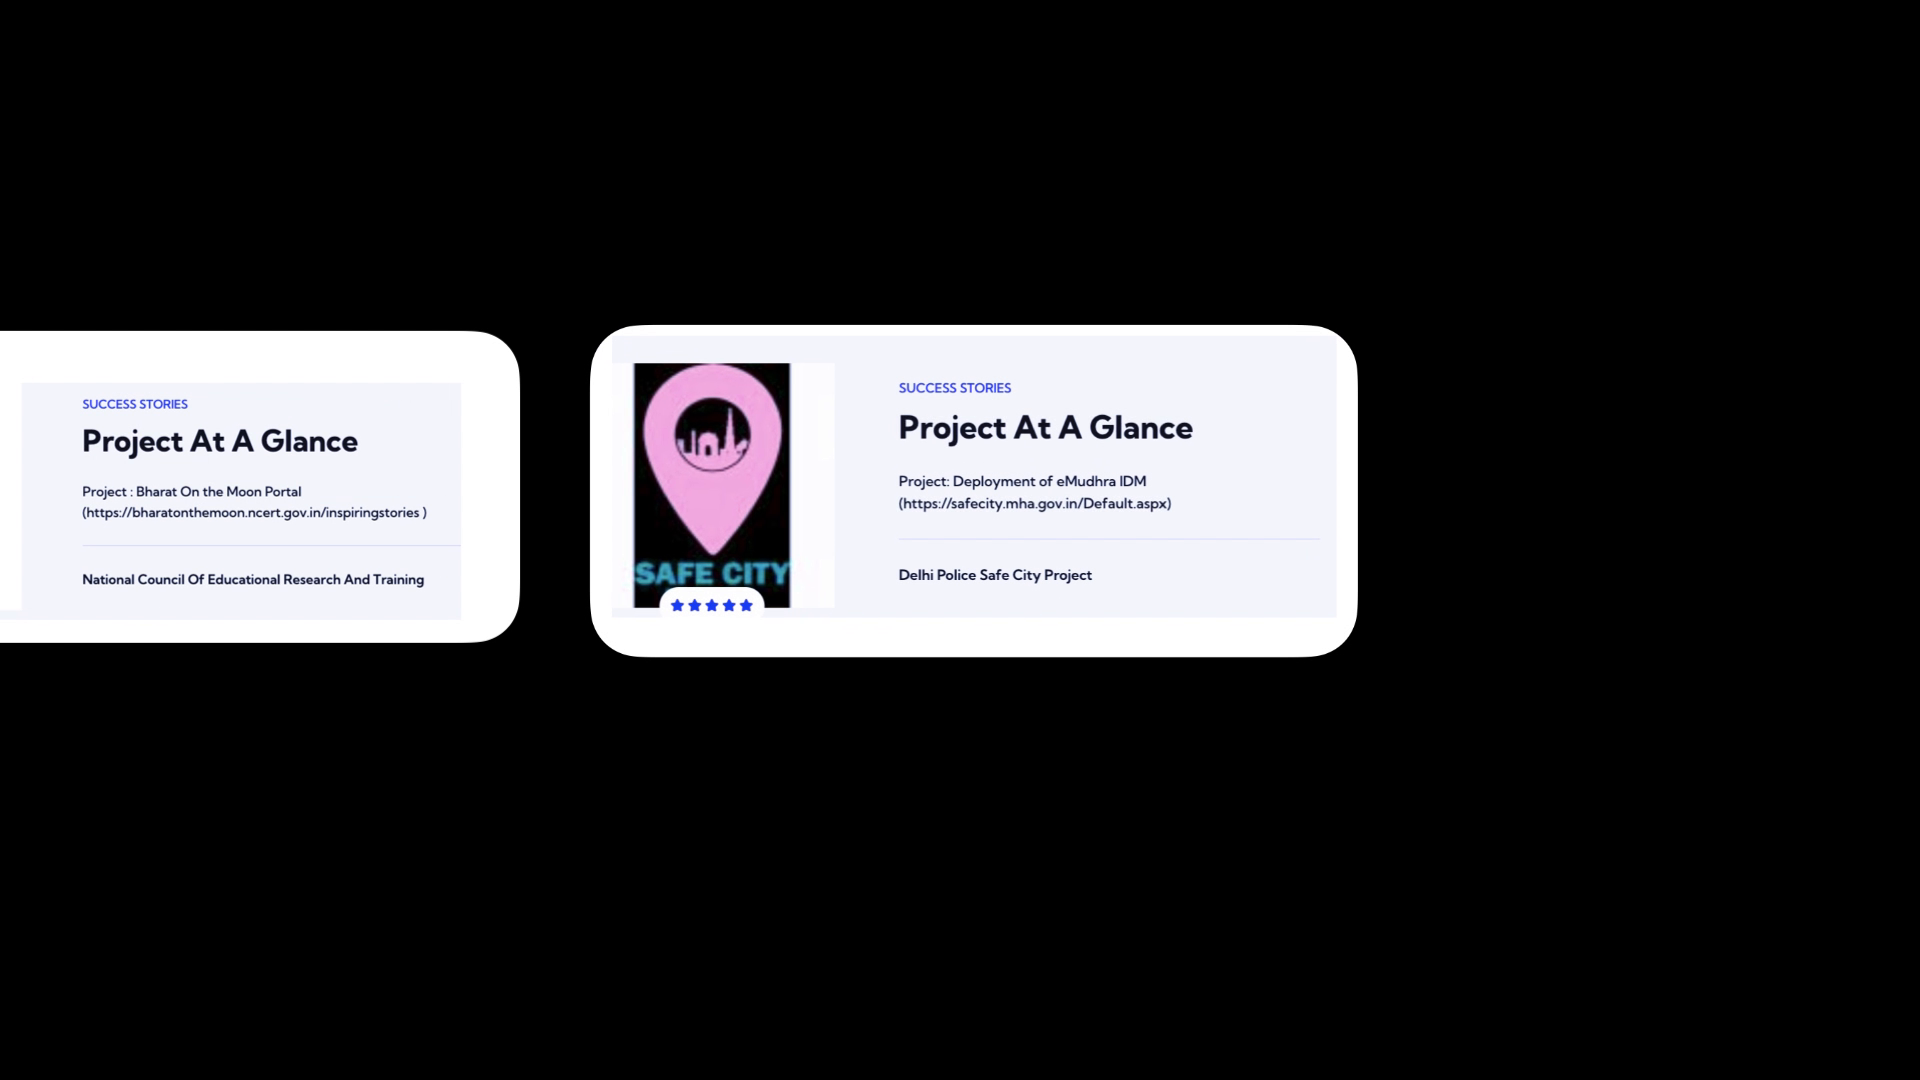 SUCCESS STORIES
Project At A Glance
Project : Bharat On the Moon Portal
(https://bharatonthemoon.ncert.gov.in/inspiringstories )
National Council Of Educational Research And Training
SAFE CITY
SUCCESS STORIES
Project At A Glance
Project: Deployment of eMudhra IDM
(https://safecity.mha.gov.in/Default.aspx)
Delhi Police Safe City Project